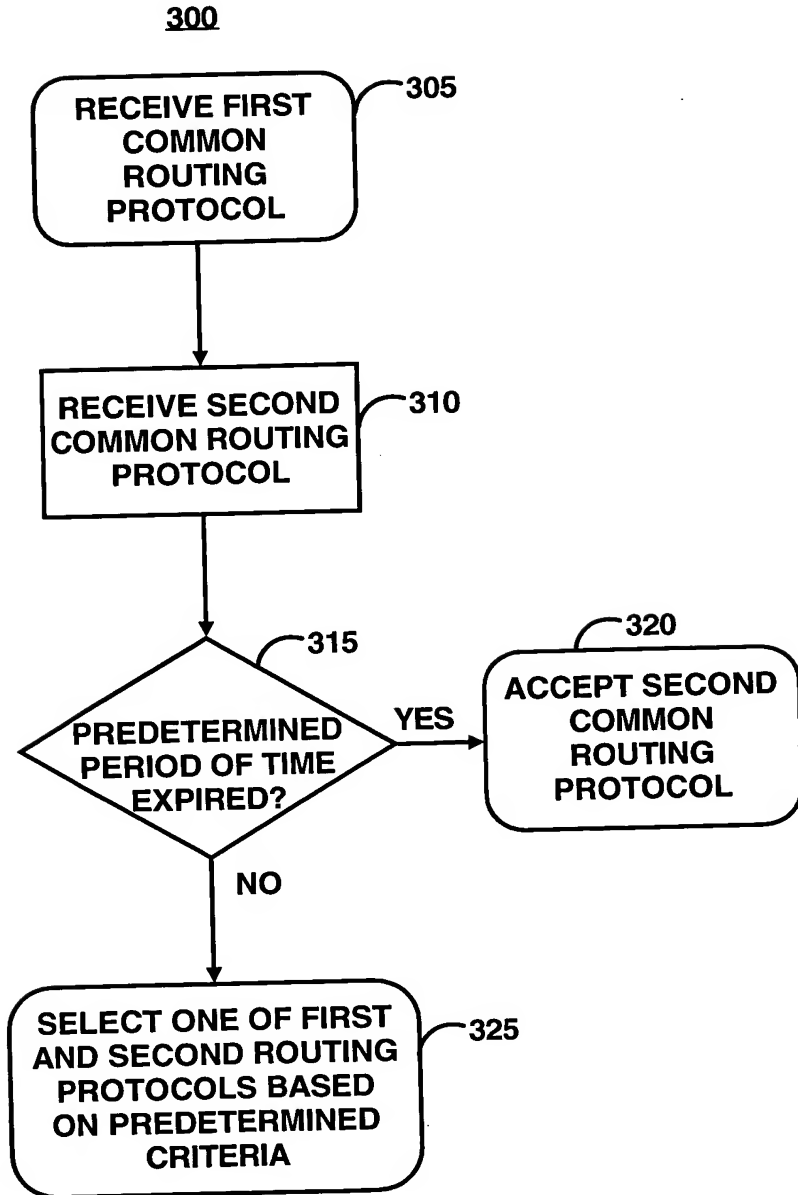 300
RECEIVE FIRST
COMMON
ROUTING
PROTOCOL
305
RECEIVE SECOND
COMMON ROUTING
PROTOCOL
310
PREDETERMINED
PERIOD OF TIME
EXPIRED?
315
YES
ACCEPT SECOND
COMMON
ROUTING
PROTOCOL
320
NO
SELECT ONE OF FIRST
AND SECOND ROUTING
PROTOCOLS BASED
ON PREDETERMINED
CRITERIA
325